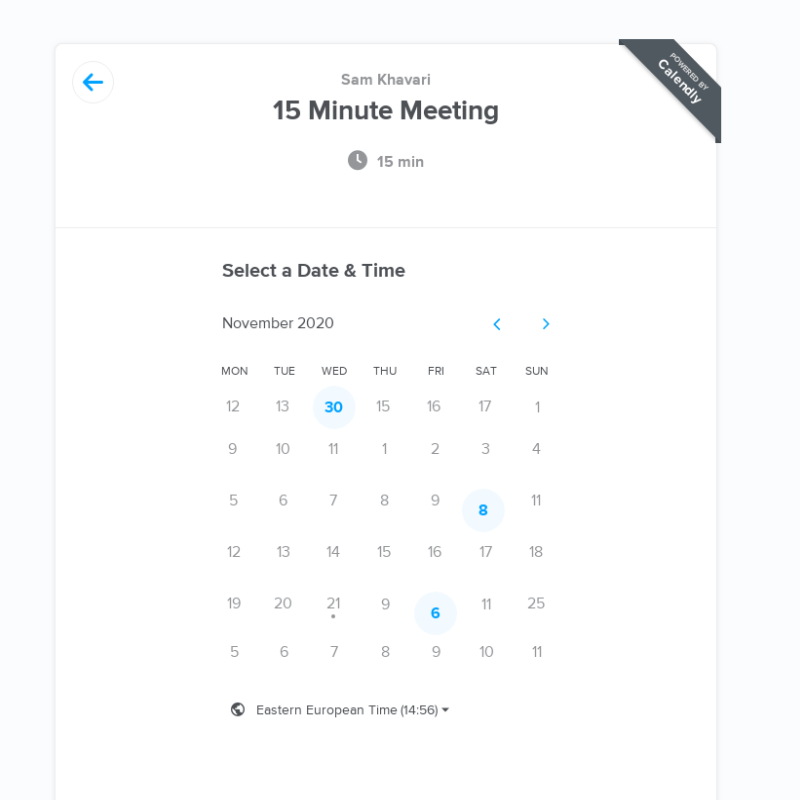 POWERED BY
Calendly
Sam Khavari
15 Minute Meeting
15 min
Select a Date & Time
November 2020
MON TUE WED THU FRI SAT SUN
12 13 30 15 16 17 1
9 10 11 1 2 3 4
5 6 7 8 9 8 11
12 13 14 15 16 17 18
19 20 21 9 6 11 25
5 6 7 8 9 10 11
Eastern European Time (14:56)